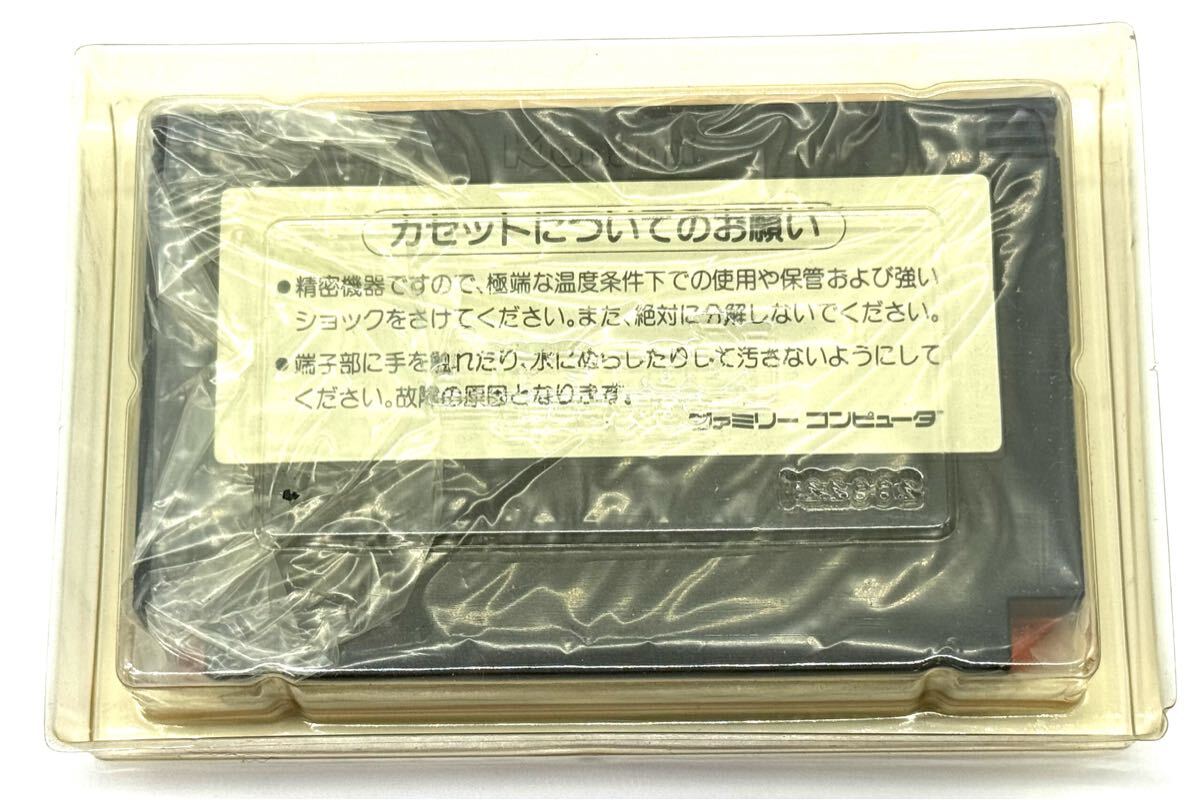 カセットについてのお願い
●精密機器ですので、極端な温度条件下での使用や保管および強い
ショックをさけてください。また、絶対に分解しないでください。
●端子部に手を触れたり、水にぬらしたりして汚さないようにして
ください。故障の原因となります。
ファミリー コンピュータ